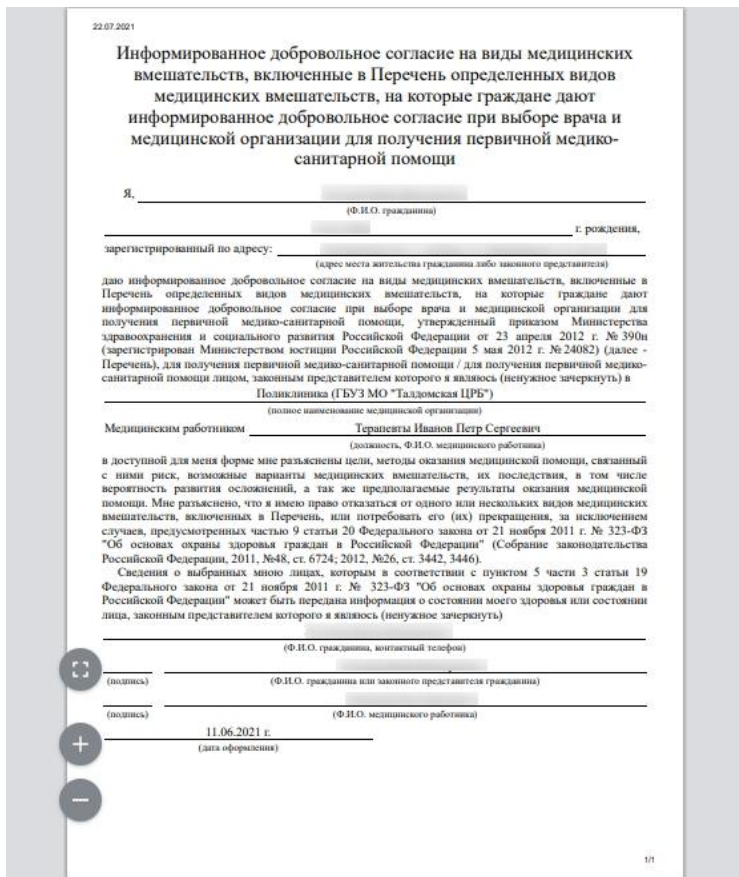 22.07.2021
Информированное добровольное согласие на виды медицинских
вмешательств, включенные в Перечень определенных видов
медицинских вмешательств, на которые граждане дают
информированное добровольное согласие при выборе врача и
медицинской организации для получения первичной медико-
санитарной помощи
Я,
(Ф.И.О. гражданина)
г. рождения,
зарегистрированный по адресу:
(адрес места жительства гражданина либо законного представителя)
даю информированное добровольное согласие на виды медицинских вмешательств, включенные в
Перечень определенных видов медицинских вмешательств, на которые граждане дают
информированное добровольное согласие при выборе врача и медицинской организации для
получения первичной медико-санитарной помощи, утвержденный приказом Министерства
здравоохранения и социального развития Российской Федерации от 23 апреля 2012 г. № 390н
(зарегистрирован Министерством юстиции Российской Федерации 5 мая 2012 г. № 24082) (далее -
Перечень), для получения первичной медико-санитарной помощи / для получения первичной медико-
санитарной помощи лицом, законным представителем которого я являюсь (ненужное зачеркнуть) в
Поликлиника (ГБУЗ МО "Талдомская ЦРБ")
(полное наименование медицинской организации)
Медицинским работником Терапевты Иванов Петр Сергеевич
(должность, Ф.И.О. медицинского работника)
в доступной для меня форме мне разъяснены цели, методы оказания медицинской помощи, связанный
с ними риск, возможные варианты медицинских вмешательств, их последствия, в том числе
вероятность развития осложнений, а так же предполагаемые результаты оказания медицинской
помощи. Мне разъяснено, что я имею право отказаться от одного или нескольких видов медицинских
вмешательств, включенных в Перечень, или потребовать его (их) прекращения, за исключением
случаев, предусмотренных частью 9 статьи 20 Федерального закона от 21 ноября 2011 г. № 323-ФЗ
"Об основах охраны здоровья граждан в Российской Федерации" (Собрание законодательства
Российской Федерации, 2011, №48, ст. 6724; 2012, №26, ст. 3442, 3446).
Сведения о выбранных мною лицах, которым в соответствии с пунктом 5 части 3 статьи 19
Федерального закона от 21 ноября 2011 г. № 323-ФЗ "Об основах охраны здоровья граждан в
Российской Федерации" может быть передана информация о состоянии моего здоровья или состоянии
лица, законным представителем которого я являюсь (ненужное зачеркнуть)
(Ф.И.О. гражданина, контактный телефон)
(подпись) (Ф.И.О. гражданина или законного представителя гражданина)
(подпись) (Ф.И.О. медицинского работника)
11.06.2021 г.
(дата оформления)
1/1